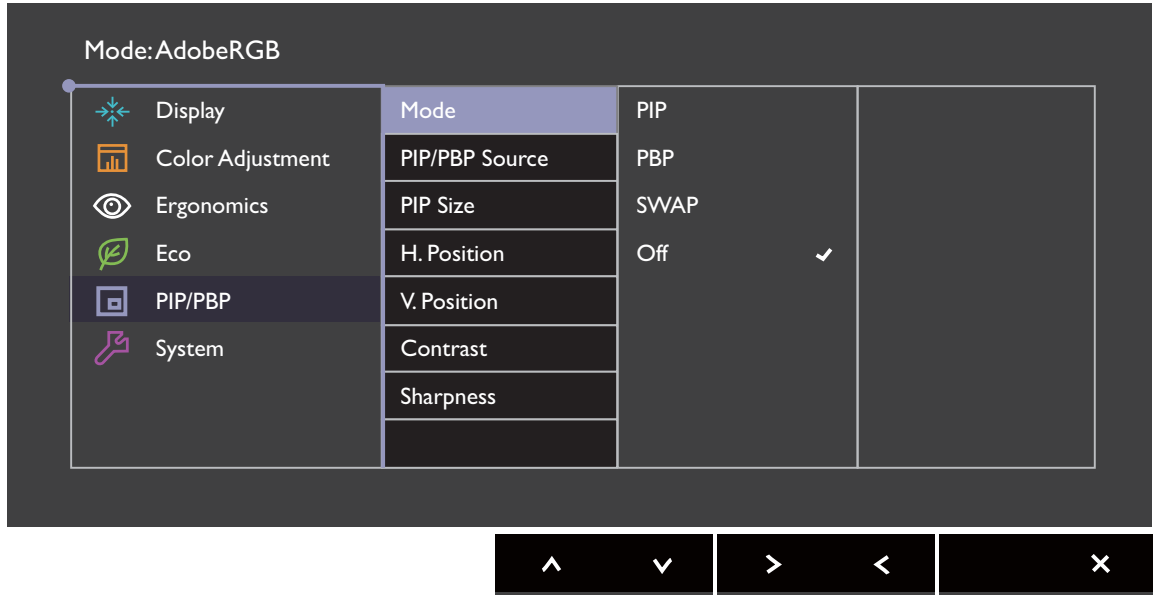 Mode: AdobeRGB
Display
Color Adjustment
Ergonomics
Eco
PIP/PBP
System
Mode
PIP/PBP Source
PIP Size
H. Position
V. Position
Contrast
Sharpness
PIP
PBP
SWAP
Off